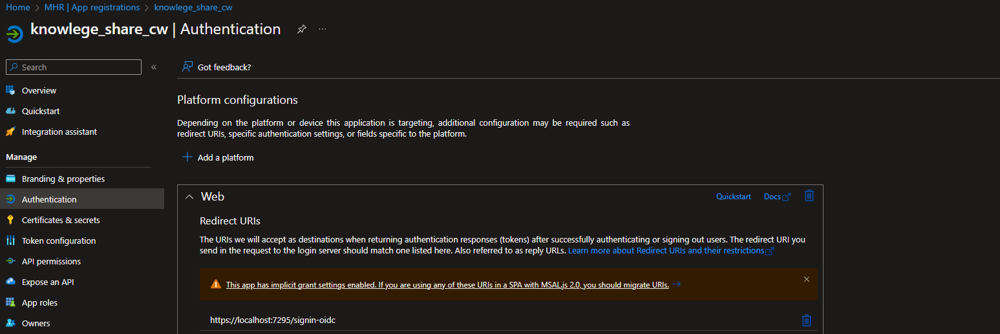 Home > MHR | App registrations > knowlege_share_cw
knowlege_share_cw | Authentication
Search
Got feedback?
Overview
Quickstart
Integration assistant
Manage
Branding & properties
Authentication
Certificates & secrets
Token configuration
API permissions
Expose an API
App roles
Owners
Platform configurations
Depending on the platform or device this application is targeting, additional configuration may be required such as
redirect URIs, specific authentication settings, or fields specific to the platform.
Add a platform
Web
Quickstart
Docs
Redirect URIs
The URIs we will accept as destinations when returning authentication responses (tokens) after successfully authenticating or signing out users. The redirect URI you
send in the request to the login server should match one listed here. Also referred to as reply URLs. Learn more about Redirect URIs and their restrictions
This app has implicit grant settings enabled. If you are using any of these URIs in a SPA with MSAL.js 2.0, you should migrate URIs.
https://localhost:7295/signin-oidc